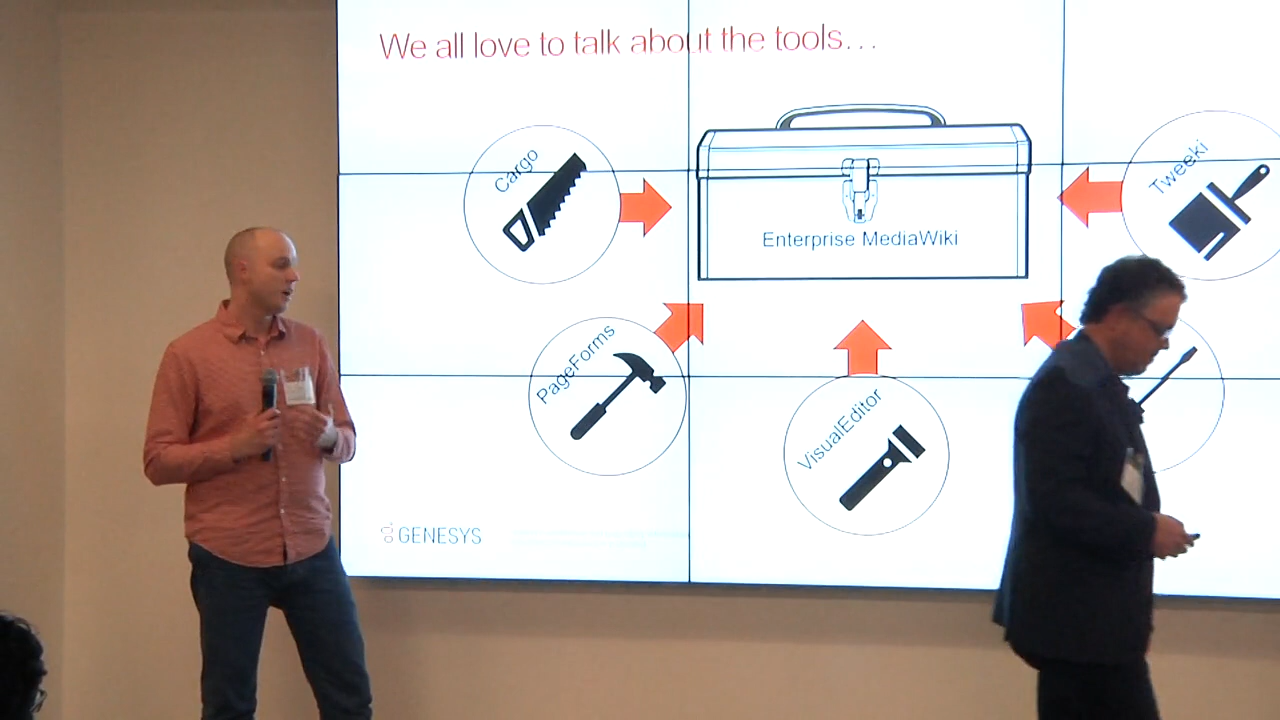 We all love to talk about the tools...
Cargo
Tweeki
Enterprise MediaWiki
PageForms
VisualEditor
GENESYS